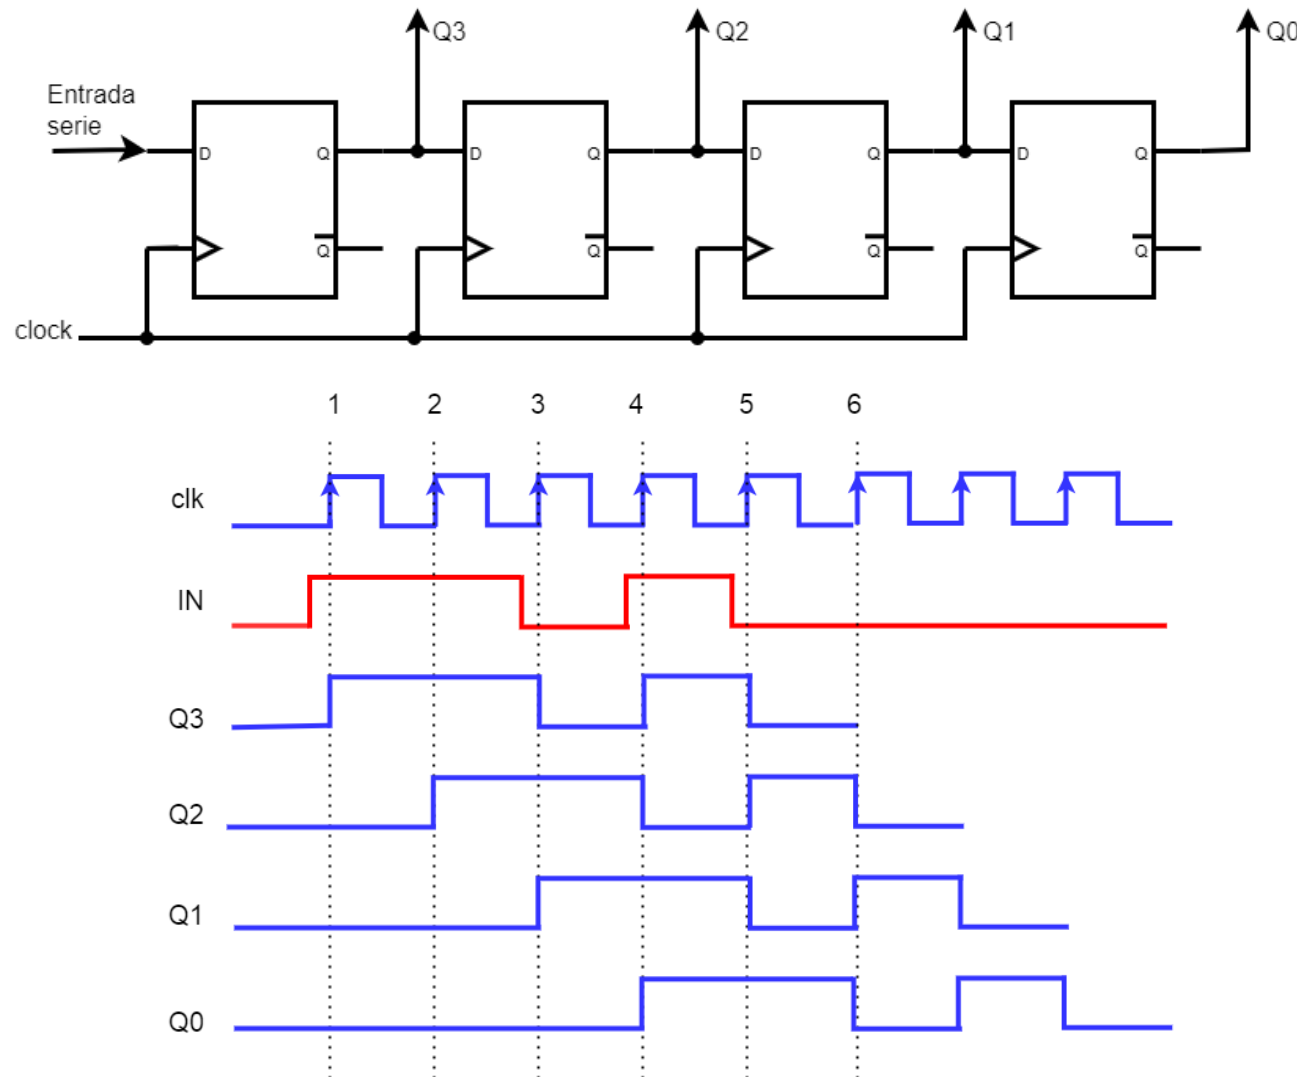 Q3 Q2 Q1 Q0
Entrada
serie
D Q D Q D Q D Q
Q Q Q Q
clock
1 2 3 4 5 6
clk
IN
Q3
Q2
Q1
Q0